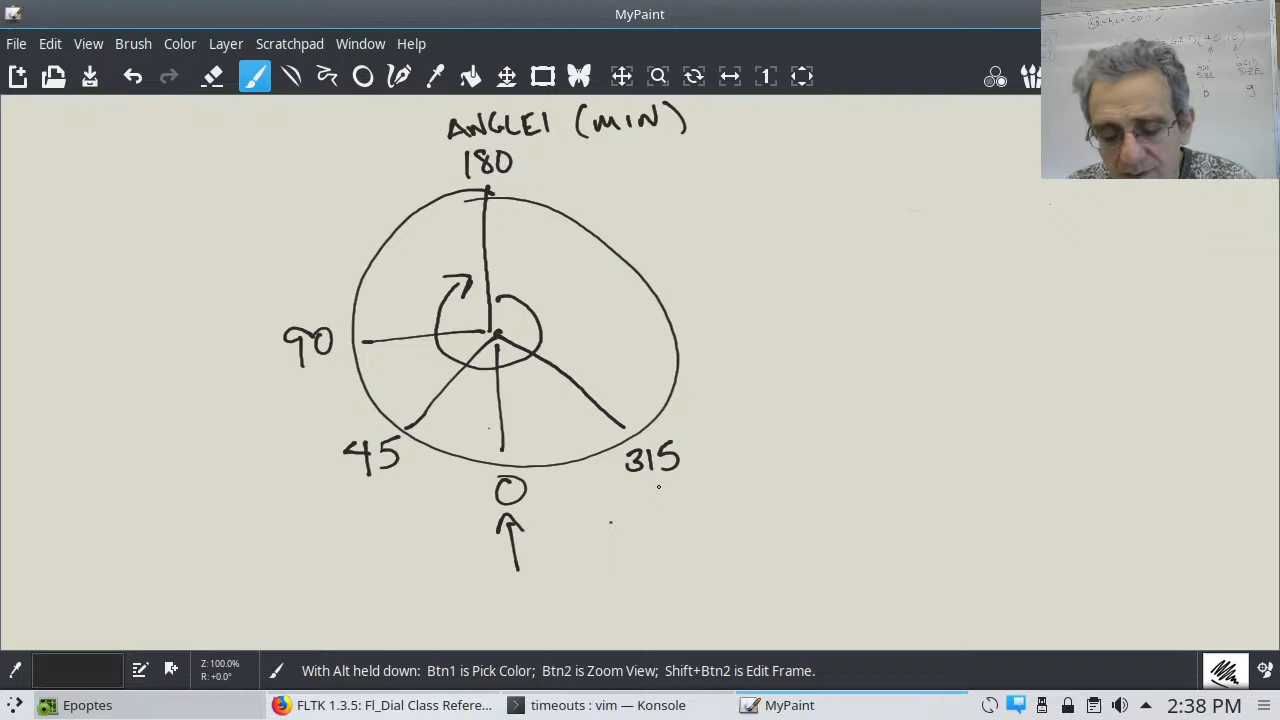 MyPaint
File Edit View Brush Color Layer Scratchpad Window Help
ANGLE1 (MIN)
180
90
45
315
0
Z: 100.0%
R: +0.0°
With Alt held down: Btn1 is Pick Color; Btn2 is Zoom View; Shift+Btn2 is Edit Frame.
Epoptes
FLTK 1.3.5: Fl_Dial Class Refere...
timeouts : vim — Konsole
MyPaint
2:38 PM